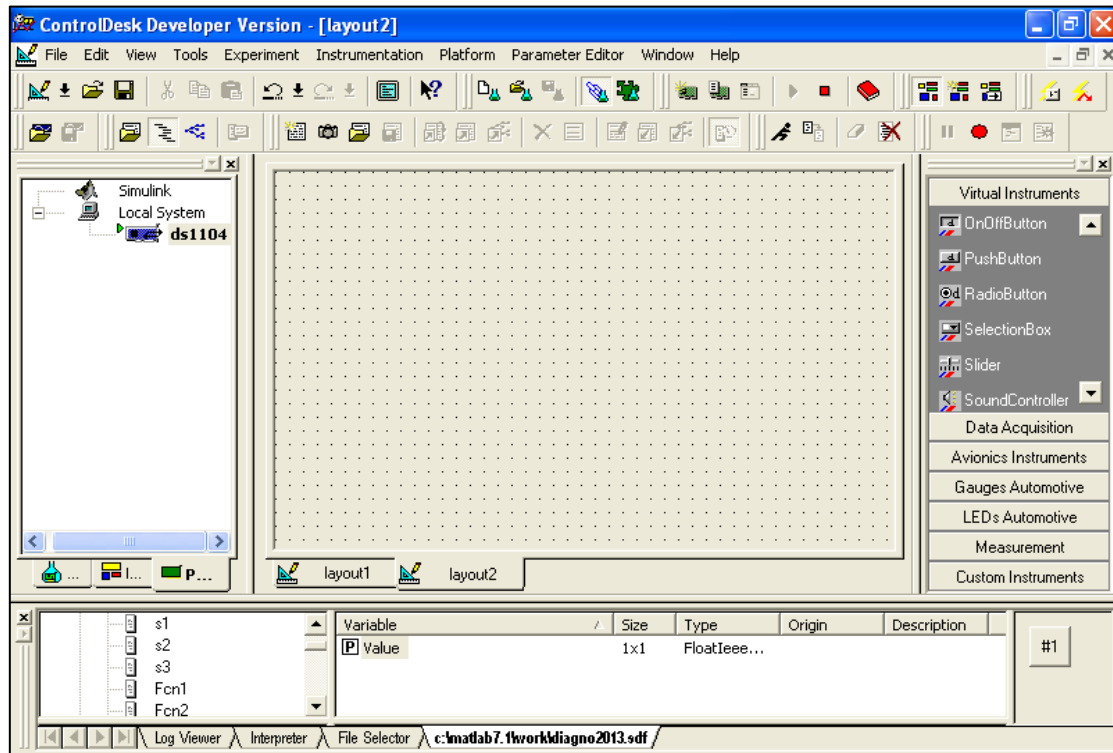 ControlDesk Developer Version - [layout2]
File Edit View Tools Experiment Instrumentation Platform Parameter Editor Window Help
Simulink
Local System
ds1104
... I... P...
layout1 layout2
Virtual Instruments
OnOffButton
PushButton
RadioButton
SelectionBox
Slider
SoundController
Data Acquisition
Avionics Instruments
Gauges Automotive
LEDs Automotive
Measurement
Custom Instruments
s1
s2
s3
Fcn1
Fcn2
Variable Size Type Origin Description
P Value 1x1 FloatIeee...
#1
Log Viewer Interpreter File Selector c:\matlab7.1\work\diagno2013.sdf